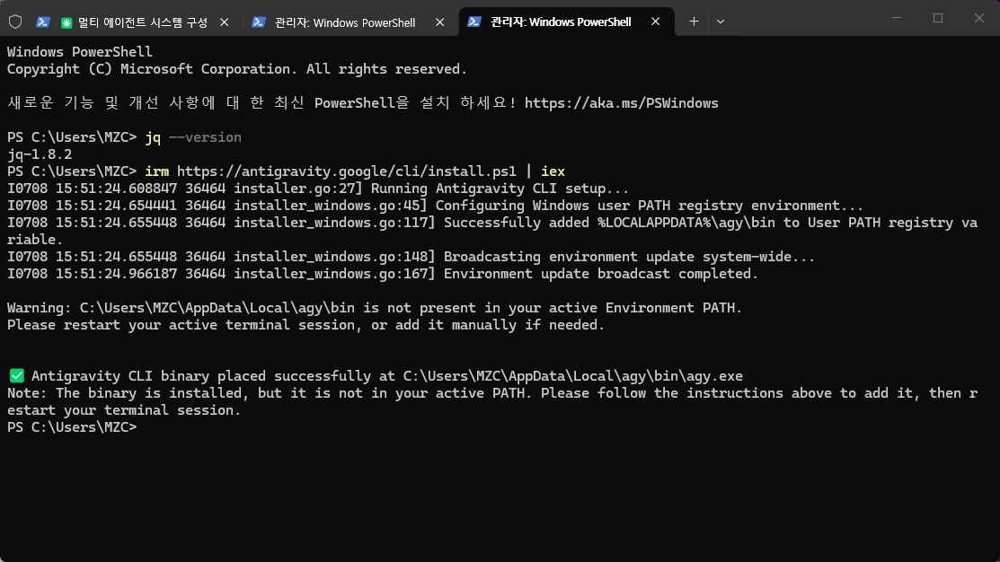 멀티 에이전트 시스템 구성
관리자: Windows PowerShell
관리자: Windows PowerShell
Windows PowerShell
Copyright (C) Microsoft Corporation. All rights reserved.
새로운 기능 및 개선 사항에 대 한 최신 PowerShell을 설치 하세요! https://aka.ms/PSWindows
PS C:\Users\MZC> jq --version
jq-1.8.2
PS C:\Users\MZC> irm https://antigravity.google/cli/install.ps1 | iex
I0708 15:51:24.608847 36464 installer.go:27] Running Antigravity CLI setup...
I0708 15:51:24.654441 36464 installer_windows.go:45] Configuring Windows user PATH registry environment...
I0708 15:51:24.655448 36464 installer_windows.go:117] Successfully added %LOCALAPPDATA%\agy\bin to User PATH registry va
riable.
I0708 15:51:24.655448 36464 installer_windows.go:148] Broadcasting environment update system-wide...
I0708 15:51:24.966187 36464 installer_windows.go:167] Environment update broadcast completed.
Warning: C:\Users\MZC\AppData\Local\agy\bin is not present in your active Environment PATH.
Please restart your active terminal session, or add it manually if needed.
✅ Antigravity CLI binary placed successfully at C:\Users\MZC\AppData\Local\agy\bin\agy.exe
Note: The binary is installed, but it is not in your active PATH. Please follow the instructions above to add it, then r
estart your terminal session.
PS C:\Users\MZC>